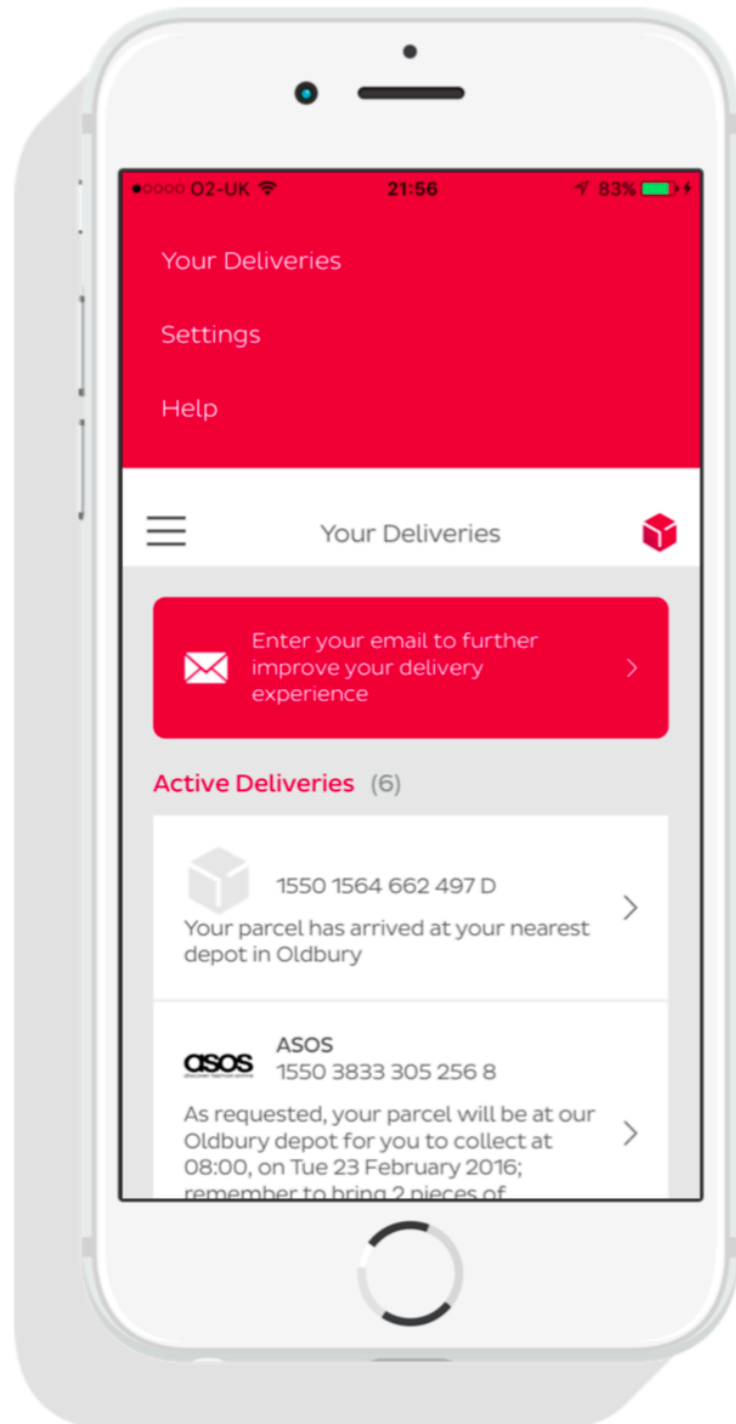 O2-UK 21:56 83%
Your Deliveries
Settings
Help
Your Deliveries
Enter your email to further
improve your delivery
experience
Active Deliveries (6)
1550 1564 662 497 D
Your parcel has arrived at your nearest
depot in Oldbury
asos
discover fashion online
ASOS
1550 3833 305 256 8
As requested, your parcel will be at our
Oldbury depot for you to collect at
08:00, on Tue 23 February 2016;
remember to bring 2 pieces of